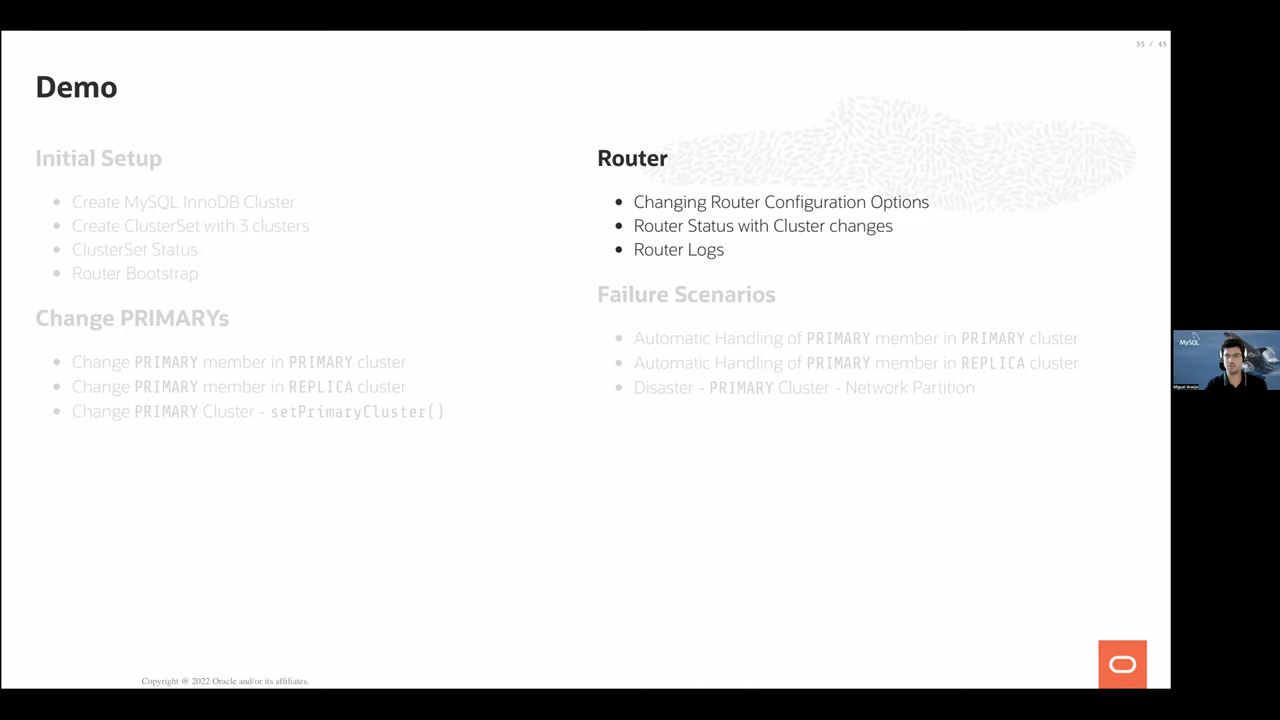 35 / 45
Demo
Initial Setup
Create MySQL InnoDB Cluster
Create ClusterSet with 3 clusters
ClusterSet Status
Router Bootstrap
Change PRIMARYs
Change PRIMARY member in PRIMARY cluster
Change PRIMARY member in REPLICA cluster
Change PRIMARY Cluster - setPrimaryCluster()
Router
Changing Router Configuration Options
Router Status with Cluster changes
Router Logs
Failure Scenarios
Automatic Handling of PRIMARY member in PRIMARY cluster
Automatic Handling of PRIMARY member in REPLICA cluster
Disaster - PRIMARY Cluster - Network Partition
MySQL
Miguel Araújo
Copyright @ 2022 Oracle and/or its affiliates.